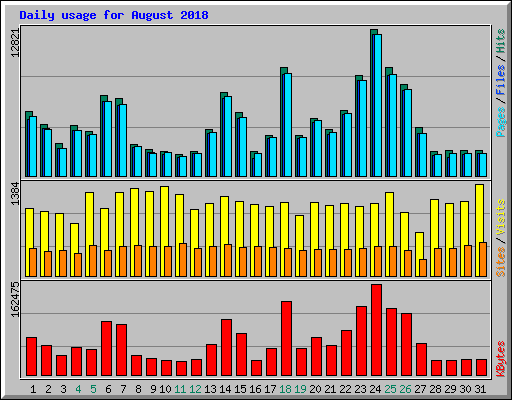 Daily usage for August 2018
12821
Pages / Files / Hits
1384
Sites / Visits
162475
KBytes
1 2 3 4 5 6 7 8 9 10 11 12 13 14 15 16 17 18 19 20 21 22 23 24 25 26 27 28 29 30 31